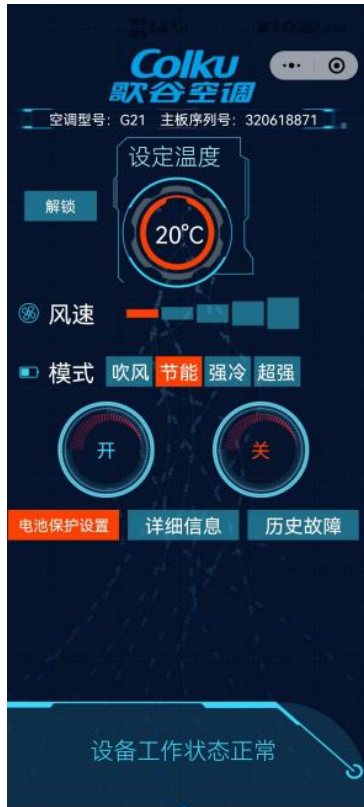 Colku
歌谷空调
空调型号：G21 主板序列号：320618871
设定温度
解锁
20℃
风速
模式 吹风 节能 强冷 超强
开 关
电池保护设置 详细信息 历史故障
设备工作状态正常